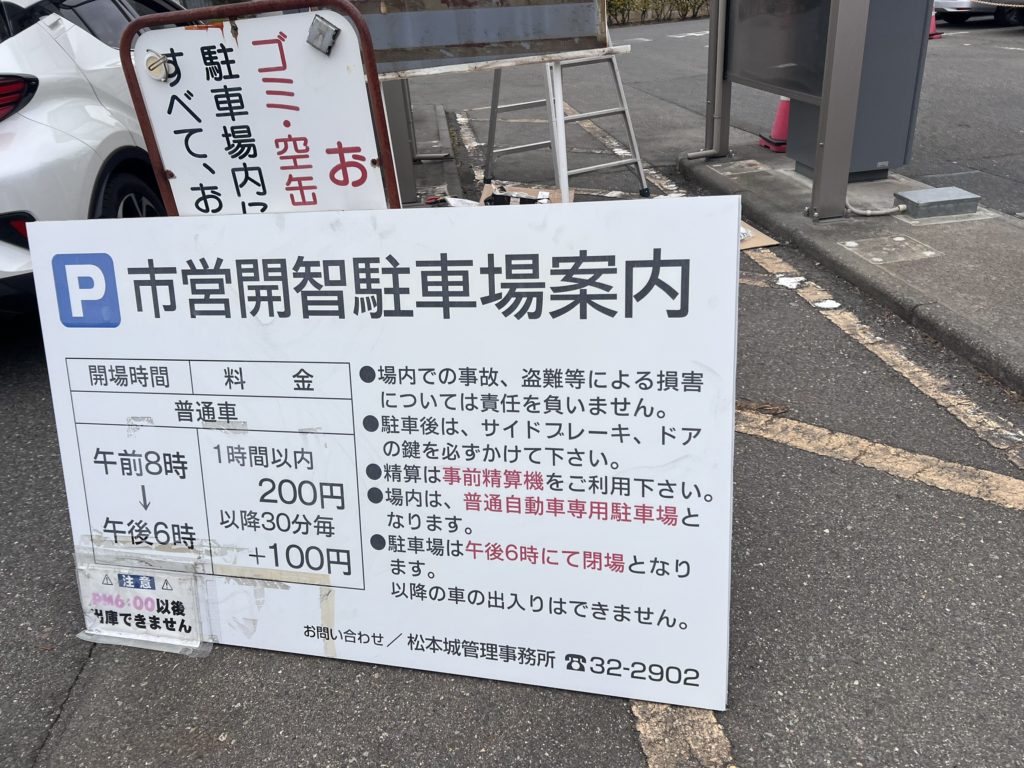 お
ゴミ・空缶
駐車場内に
すべて、お
P 市営開智駐車場案内
開場時間 料金
普通車
午前8時
↓
午後6時
1時間以内
200円
以降30分毎
+100円
●場内での事故、盗難等による損害
については責任を負いません。
●駐車後は、サイドブレーキ、ドア
の鍵を必ずかけて下さい。
●精算は事前精算機をご利用下さい。
●場内は、普通自動車専用駐車場と
なります。
●駐車場は午後6時にて閉場となり
ます。
以降の車の出入りはできません。
⚠注意⚠
PM6:00以後
出庫できません
お問い合わせ／松本城管理事務所 ☎32-2902